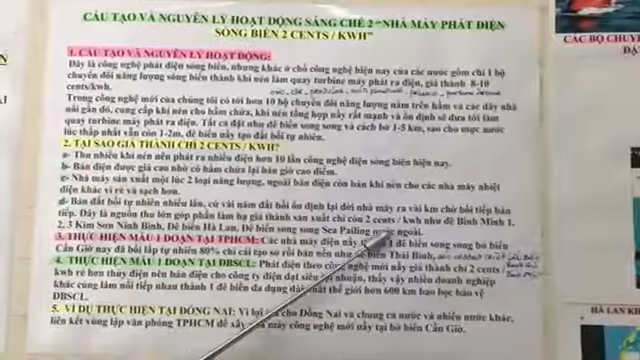 CẤU TẠO VÀ NGUYÊN LÝ HOẠT ĐỘNG SÁNG CHẾ 2 "NHÀ MÁY PHÁT ĐIỆN
SÓNG BIỂN 2 CENTS / KWH"
1. CẤU TẠO VÀ NGUYÊN LÝ HOẠT ĐỘNG:
Đây là công nghệ phát điện sóng biển, nhưng khác ở chỗ công nghệ hiện nay của các nước gồm chỉ 1 bộ
chuyển đổi năng lượng sóng biển thành khí nén làm quay turbine máy phát ra điện, giá thành 8-10
cents/kwh.
Trong công nghệ mới của chúng tôi có tới hơn 10 bộ chuyển đổi năng lượng nằm trên hầm và các dãy nhà
nối gần đó, cung cấp khí nén cho hầm chứa, khí nén tổng hợp này rất mạnh và ổn định sẽ đưa tới làm
quay turbine máy phát ra điện. Tất cả đặt như đê biển song song và cách bờ 1-5 km, sao cho mực nước
lúc thấp nhất vẫn còn 1-2m, đê biển này tạo đất bồi tự nhiên.
2. TẠI SAO GIÁ THÀNH CHỈ 2 CENTS / KWH?
a- Thu nhiều khí nén nên phát ra nhiều điện hơn 10 lần công nghệ điện sóng biển hiện nay.
b- Bán điện được giá cao nhờ có hầm chứa lại bán giờ cao điểm.
c- Nhà máy sản xuất một lúc 2 loại năng lượng, ngoài bán điện còn bán khí nén cho các nhà máy nhiệt
điện khác vì rẻ và sạch hơn.
d- Bán đất bồi tự nhiên nhiều lần, cứ vài năm đất bồi ổn định lại dời nhà máy ra vài km chờ bồi tiếp bán
tiếp. Đây là nguồn thu lớn góp phần làm hạ giá thành sản xuất chỉ còn 2 cents / kwh như đê Bình Minh 1,
2, 3 Kim Sơn Ninh Bình, Đê biển Hà Lan, Đê biển song song Sea Palling nước ngoài.
3. THỰC HIỆN MẪU 1 ĐOẠN TẠI TPHCM: Các nhà máy điện này 1 đê biển song song bờ biển
Cần Giờ nay đã bồi lấp tự nhiên 80% chỉ cải tạo sơ rồi bán nền như biển Thái Bình,
4. THỰC HIỆN MẪU 1 ĐOẠN TẠI ĐBSCL: Phát điện theo công nghệ mới này giá thành chỉ 2 cents /
kwh rẻ hơn thủy điện nên bán điện cho công ty điện đạt siêu lợi nhuận, thấy vậy nhiều doanh nghiệp
khác cùng làm nối tiếp nhau thành 1 đê biển đa dụng dài nhất thế giới hơn 600 km bao bọc bảo vệ
ĐBSCL.
5. VÍ DỤ THỰC HIỆN TẠI ĐỒNG NAI: Vì lợi ích cho Đồng Nai và chung cả nước và nhiều nước khác,
liên kết vùng lập văn phòng TPHCM để xây nhà máy công nghệ mới này tại bờ biển Cần Giờ.
CÁC BỘ CHUYỂ
HÀ LAN